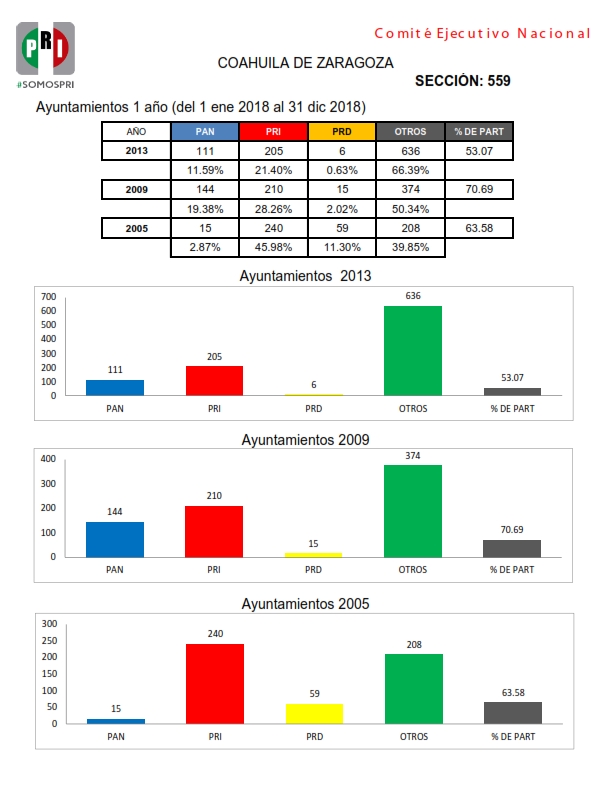 Comité Ejecutivo Nacional
PRI
#SOMOSPRI
COAHUILA DE ZARAGOZA
SECCIÓN: 559
Ayuntamientos 1 año (del 1 ene 2018 al 31 dic 2018)
AÑO PAN PRI PRD OTROS % DE PART
2013 111 205 6 636 53.07
11.59% 21.40% 0.63% 66.39%
2009 144 210 15 374 70.69
19.38% 28.26% 2.02% 50.34%
2005 15 240 59 208 63.58
2.87% 45.98% 11.30% 39.85%
Ayuntamientos 2013
700
600
500
400
300
200
100
0
111 205 6 636 53.07
PAN PRI PRD OTROS % DE PART
Ayuntamientos 2009
400
300
200
100
0
144 210 15 374 70.69
PAN PRI PRD OTROS % DE PART
Ayuntamientos 2005
300
250
200
150
100
50
0
15 240 59 208 63.58
PAN PRI PRD OTROS % DE PART